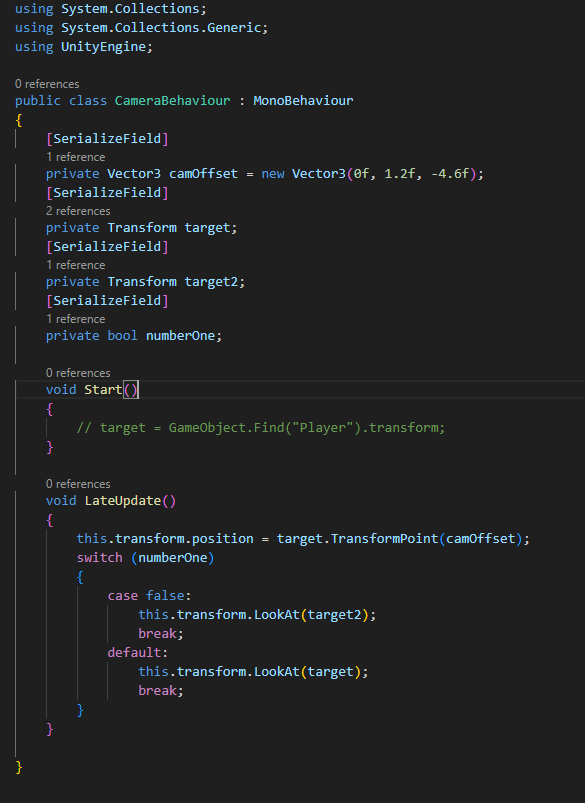 using System.Collections;
using System.Collections.Generic;
using UnityEngine;
0 references
public class CameraBehaviour : MonoBehaviour
{
[SerializeField]
1 reference
private Vector3 camOffset = new Vector3(0f, 1.2f, -4.6f);
[SerializeField]
2 references
private Transform target;
[SerializeField]
1 reference
private Transform target2;
[SerializeField]
1 reference
private bool numberOne;
0 references
void Start()
{
// target = GameObject.Find("Player").transform;
}
0 references
void LateUpdate()
{
this.transform.position = target.TransformPoint(camOffset);
switch (numberOne)
{
case false:
this.transform.LookAt(target2);
break;
default:
this.transform.LookAt(target);
break;
}
}
}